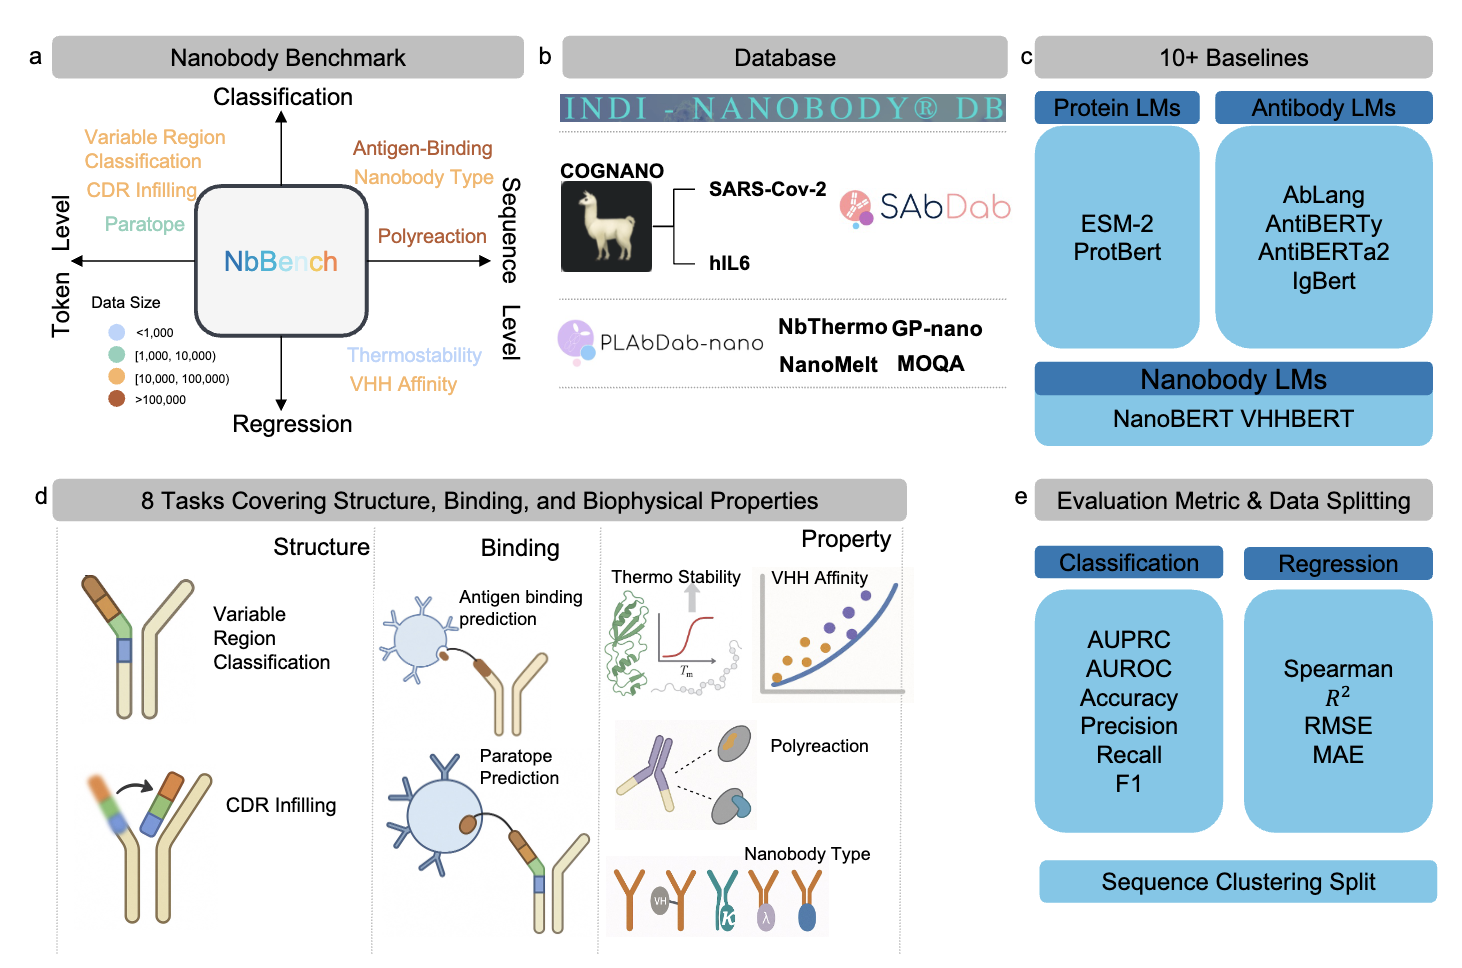 a
Nanobody Benchmark
Classification
Variable Region
Classification
CDR Infilling
Paratope
Antigen-Binding
Nanobody Type
Polyreaction
Token Level
Sequence Level
NbBench
Data Size
<1,000
[1,000, 10,000)
[10,000, 100,000)
>100,000
Thermostability
VHH Affinity
Regression
b
Database
INDI - NANOBODY® DB
COGNANO
SARS-Cov-2
hIL6
SAbDab
PLAbDab-nano
NbThermo GP-nano
NanoMelt MOQA
c
10+ Baselines
Protein LMs
ESM-2
ProtBert
Antibody LMs
AbLang
AntiBERTy
AntiBERTa2
IgBert
Nanobody LMs
NanoBERT VHHBERT
d
8 Tasks Covering Structure, Binding, and Biophysical Properties
Structure
Variable
Region
Classification
CDR Infilling
Binding
Antigen binding
prediction
Paratope
Prediction
Property
Thermo Stability
Tm
VHH Affinity
Polyreaction
Nanobody Type
VH
K
λ
e
Evaluation Metric & Data Splitting
Classification
AUPRC
AUROC
Accuracy
Precision
Recall
F1
Regression
Spearman
R²
RMSE
MAE
Sequence Clustering Split